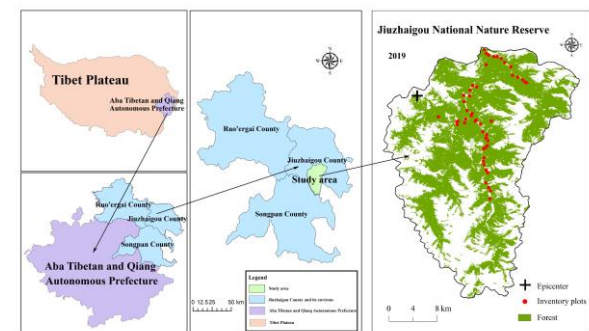 Tibet Plateau
Aba Tibetan and Qiang
Autonomous Prefecture
Ruo'ergai County
Jiuzhaigou County
Songpan County
Aba Tibetan and Qiang
Autonomous Prefecture
Ruo'ergai County
Jiuzhaigou County
Study area
Songpan County
0 12.5 25 50 km
Legend
Study area
Aba Tibetan and Qiang Autonomous Prefecture
Tibet Plateau
Jiuzhaigou National Nature Reserve
2019
Epicenter
Inventory plots
Forest
0 2 4 8 km